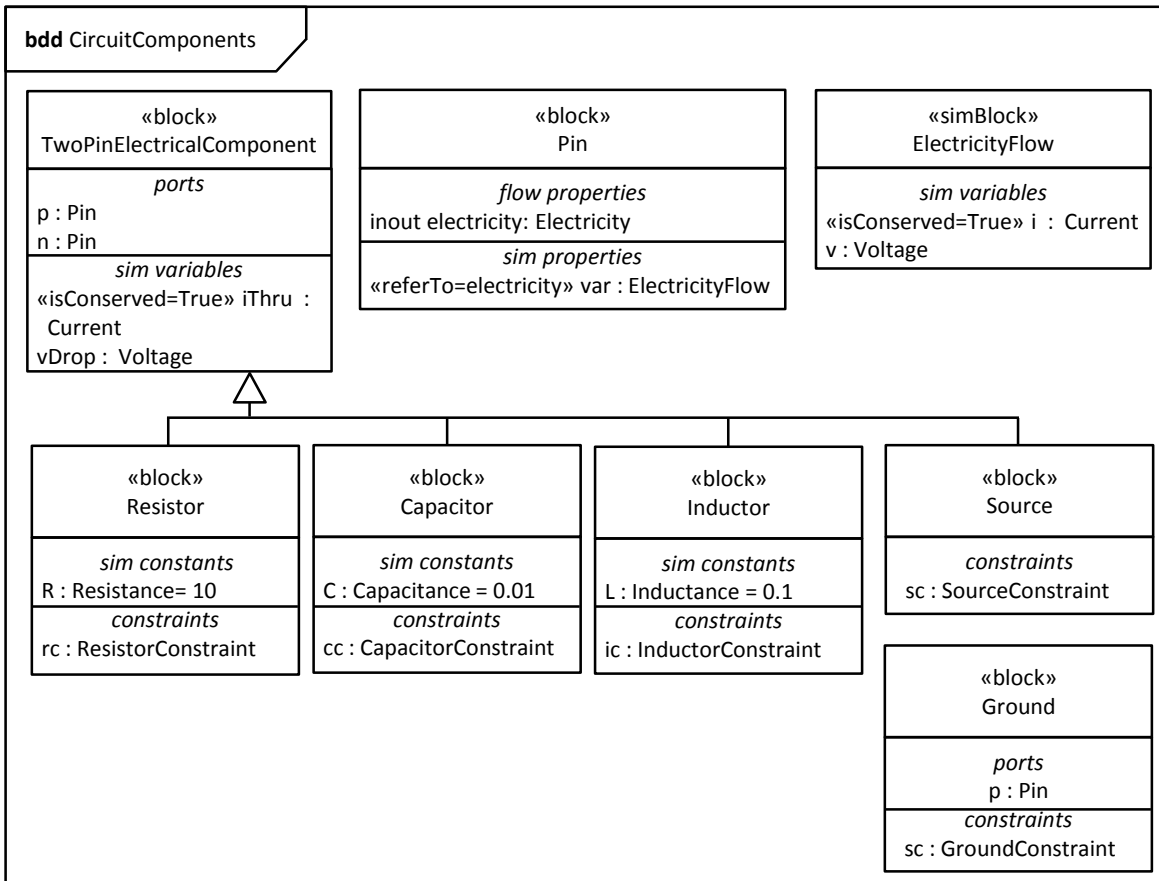 bdd CircuitComponents
«block»
TwoPinElectricalComponent
ports
p : Pin
n : Pin
sim variables
«isConserved=True» iThru :
Current
vDrop : Voltage
«block»
Pin
flow properties
inout electricity: Electricity
sim properties
«referTo=electricity» var : ElectricityFlow
«simBlock»
ElectricityFlow
sim variables
«isConserved=True» i : Current
v : Voltage
«block»
Resistor
sim constants
R : Resistance= 10
constraints
rc : ResistorConstraint
«block»
Capacitor
sim constants
C : Capacitance = 0.01
constraints
cc : CapacitorConstraint
«block»
Inductor
sim constants
L : Inductance = 0.1
constraints
ic : InductorConstraint
«block»
Source
constraints
sc : SourceConstraint
«block»
Ground
ports
p : Pin
constraints
sc : GroundConstraint